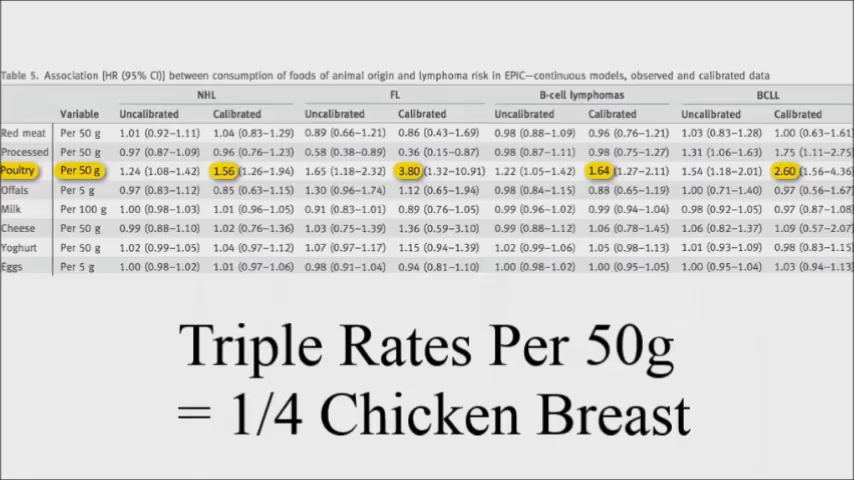 Table 5. Association [HR (95% CI)] between consumption of foods of animal origin and lymphoma risk in EPIC—continuous models, observed and calibrated data
NHL FL B-cell lymphomas BCLL
Variable Uncalibrated Calibrated Uncalibrated Calibrated Uncalibrated Calibrated Uncalibrated Calibrated
Red meat Per 50 g 1.01 (0.92–1.11) 1.04 (0.83–1.29) 0.89 (0.66–1.21) 0.86 (0.43–1.69) 0.98 (0.88–1.09) 0.96 (0.76–1.21) 1.03 (0.83–1.28) 1.00 (0.63–1.61
Processed Per 50 g 0.97 (0.87–1.09) 0.96 (0.76–1.23) 0.58 (0.38–0.89) 0.36 (0.15–0.87) 0.98 (0.87–1.11) 0.98 (0.75–1.27) 1.31 (1.06–1.63) 1.75 (1.11–2.75
Poultry Per 50 g 1.24 (1.08–1.42) 1.56 (1.26–1.94) 1.65 (1.18–2.32) 3.80 (1.32–10.91) 1.22 (1.05–1.42) 1.64 (1.27–2.11) 1.54 (1.18–2.01) 2.60 (1.56–4.36
Offals Per 5 g 0.97 (0.83–1.12) 0.85 (0.63–1.15) 1.30 (0.96–1.74) 1.12 (0.65–1.94) 0.98 (0.84–1.15) 0.88 (0.65–1.19) 1.00 (0.71–1.40) 0.97 (0.56–1.67
Milk Per 100 g 1.00 (0.98–1.03) 1.01 (0.96–1.05) 0.91 (0.83–1.01) 0.89 (0.76–1.05) 0.99 (0.96–1.02) 0.99 (0.94–1.04) 0.98 (0.92–1.05) 0.97 (0.87–1.08
Cheese Per 50 g 0.99 (0.88–1.10) 1.02 (0.76–1.36) 1.03 (0.75–1.39) 1.36 (0.59–3.10) 0.99 (0.88–1.12) 1.06 (0.78–1.45) 1.06 (0.82–1.37) 1.09 (0.57–2.07
Yoghurt Per 50 g 1.02 (0.99–1.05) 1.04 (0.97–1.12) 1.07 (0.97–1.17) 1.15 (0.94–1.39) 1.02 (0.99–1.06) 1.05 (0.98–1.13) 1.01 (0.93–1.09) 0.98 (0.83–1.15
Eggs Per 5 g 1.00 (0.98–1.02) 1.01 (0.97–1.06) 0.98 (0.91–1.04) 0.94 (0.81–1.10) 1.00 (0.98–1.02) 1.00 (0.95–1.05) 1.00 (0.95–1.04) 1.03 (0.94–1.13
Triple Rates Per 50g
= 1/4 Chicken Breast